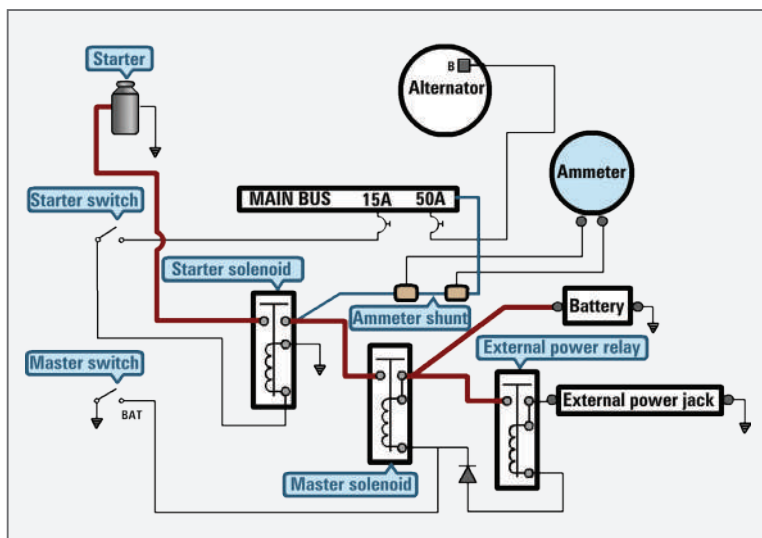 Starter
B
Alternator
Ammeter
MAIN BUS 15A 50A
Starter switch
Starter solenoid
Ammeter shunt
Battery
External power relay
Master switch
BAT
External power jack
Master solenoid